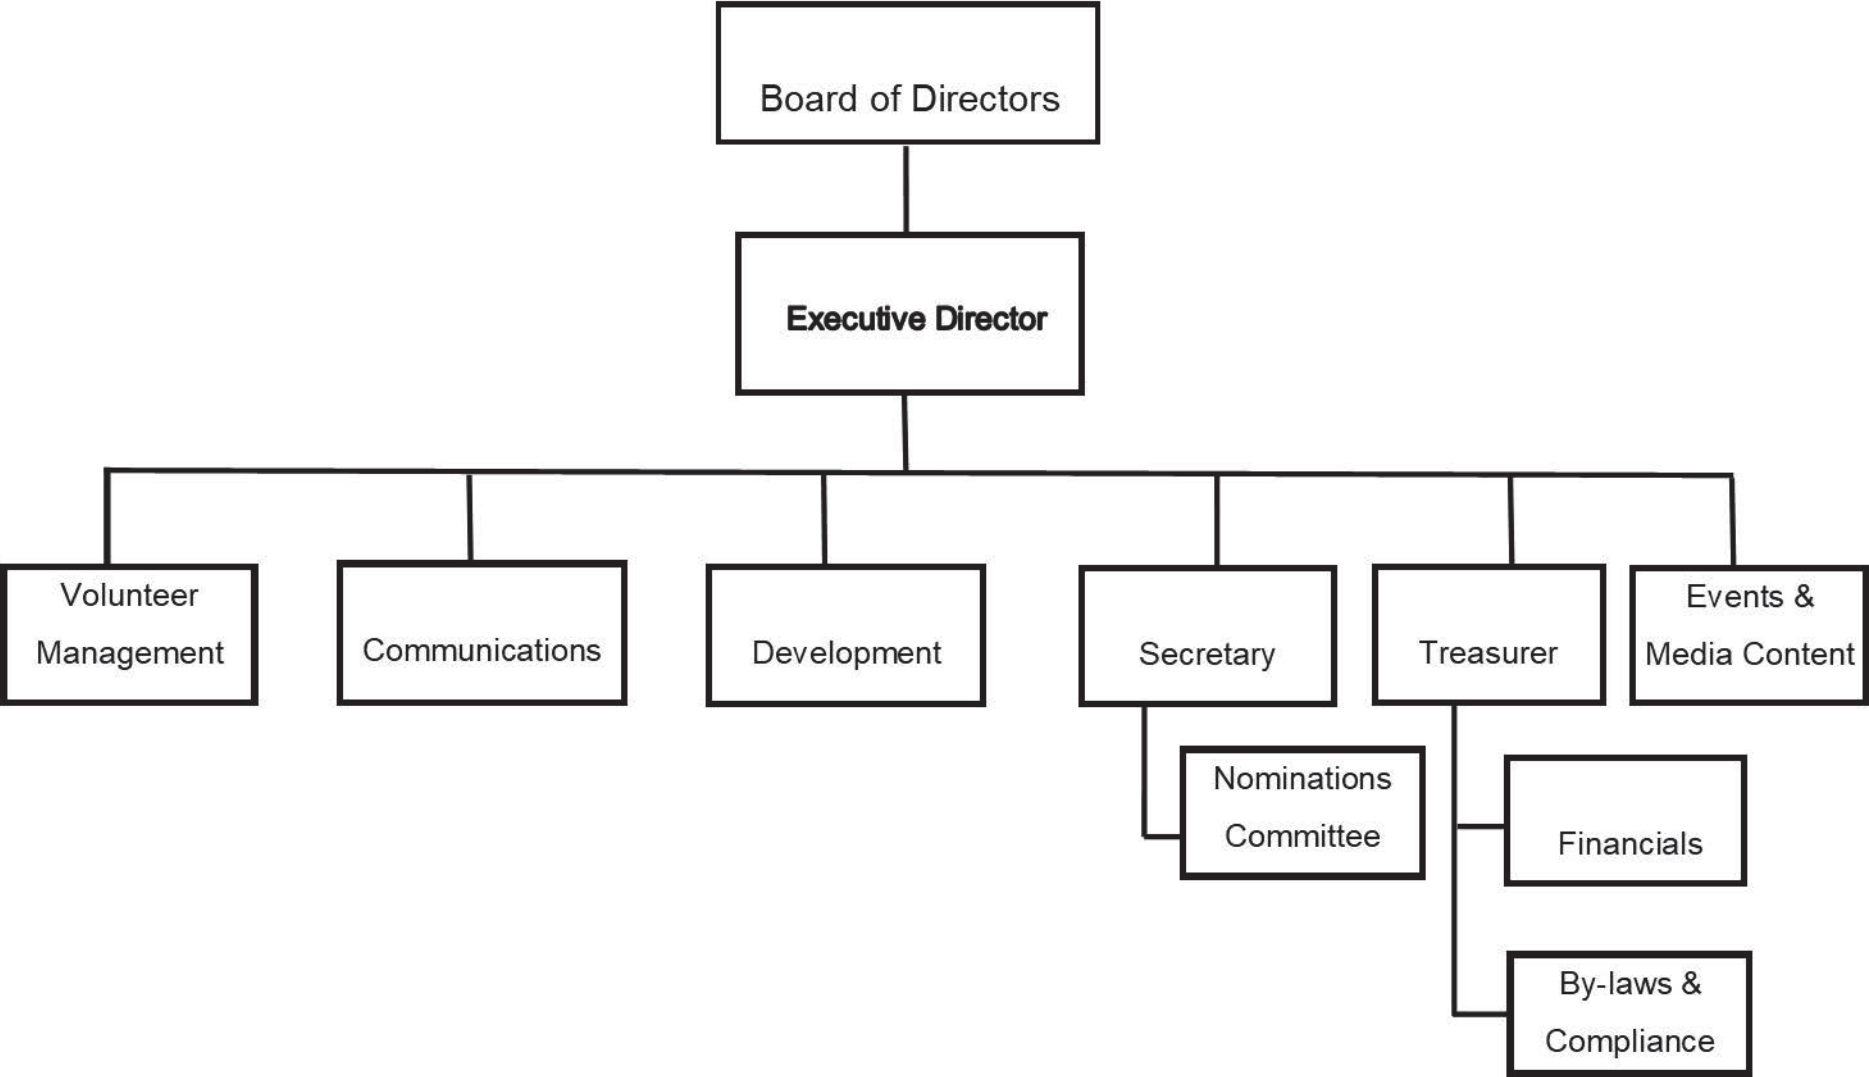 Board of Directors
Executive Director
Volunteer
Management
Communications
Development
Secretary
Treasurer
Events &
Media Content
Nominations
Committee
Financials
By-laws &
Compliance